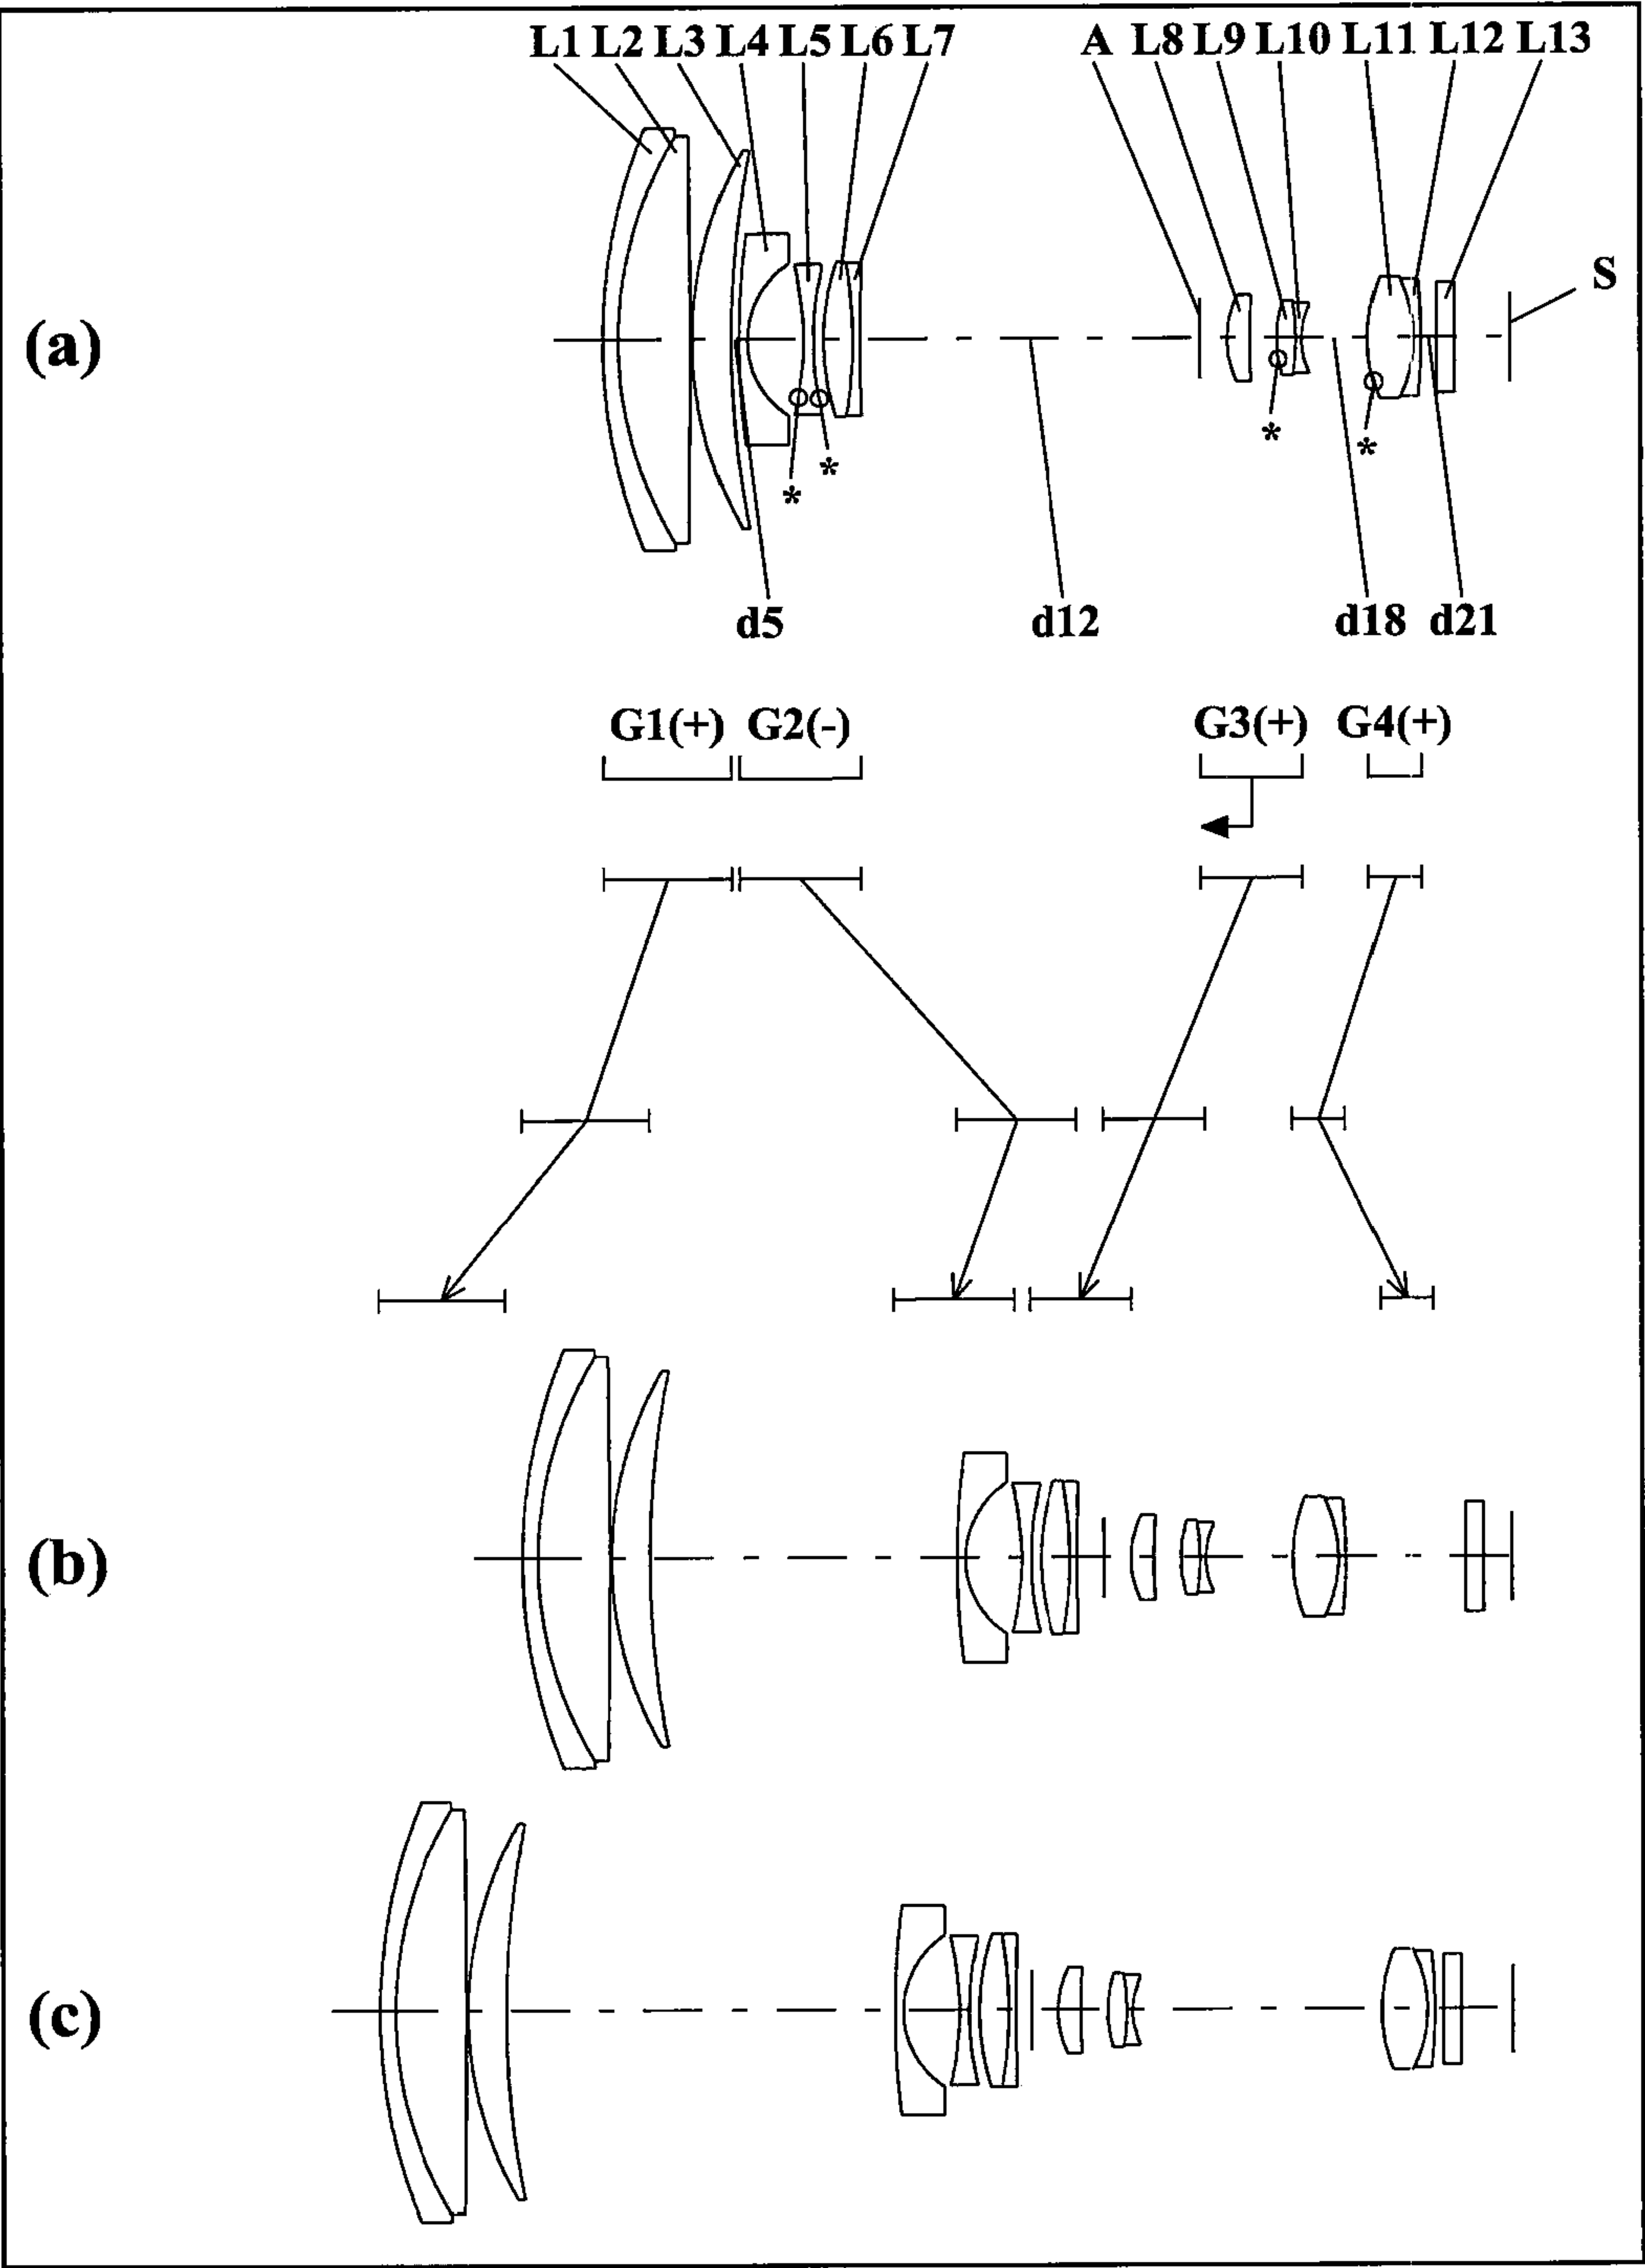 L1 L2 L3 L4 L5 L6 L7 A L8 L9 L10 L11 L12 L13
S
(a)
* *
* *
d5 d12 d18 d21
G1(+) G2(-) G3(+) G4(+)
(b)
(c)